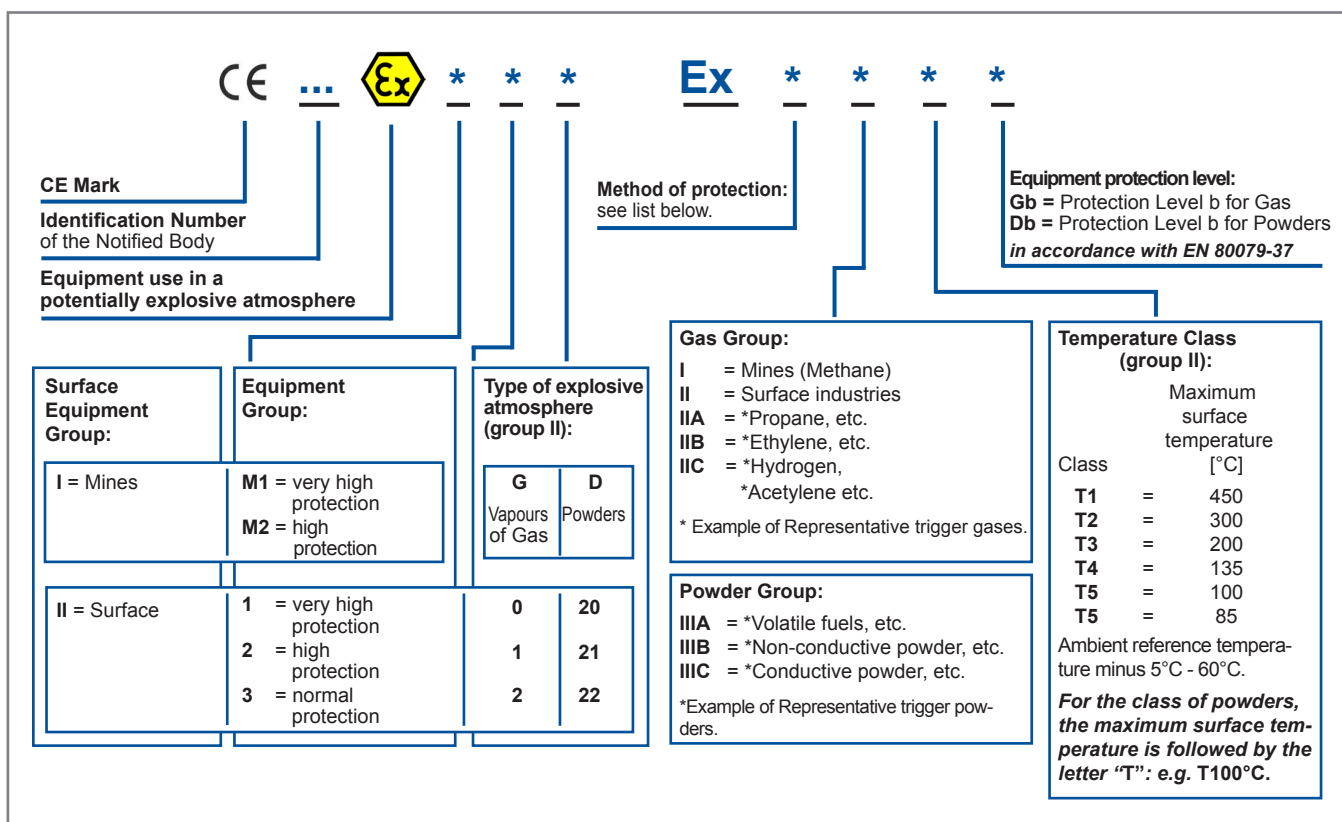 CE ... Ex * * * Ex * * * *
CE Mark
Identification Number
of the Notified Body
Equipment use in a
potentially explosive atmosphere
Method of protection:
see list below.
Equipment protection level:
Gb = Protection Level b for Gas
Db = Protection Level b for Powders
in accordance with EN 80079-37
Surface
Equipment
Group:
Equipment
Group:
Type of explosive
atmosphere
(group II):
I = Mines
M1 = very high
protection
M2 = high
protection
G D
Vapours Powders
of Gas
II = Surface
1 = very high
protection
0 20
2 = high
protection
1 21
3 = normal
protection
2 22
Gas Group:
I = Mines (Methane)
II = Surface industries
IIA = *Propane, etc.
IIB = *Ethylene, etc.
IIC = *Hydrogen,
*Acetylene etc.
* Example of Representative trigger gases.
Powder Group:
IIIA = *Volatile fuels, etc.
IIIB = *Non-conductive powder, etc.
IIIC = *Conductive powder, etc.
*Example of Representative trigger pow-
ders.
Temperature Class
(group II):
Maximum
surface
temperature
Class [°C]
T1 = 450
T2 = 300
T3 = 200
T4 = 135
T5 = 100
T5 = 85
Ambient reference tempera-
ture minus 5°C - 60°C.
For the class of powders,
the maximum surface tem-
perature is followed by the
letter “T”: e.g. T100°C.